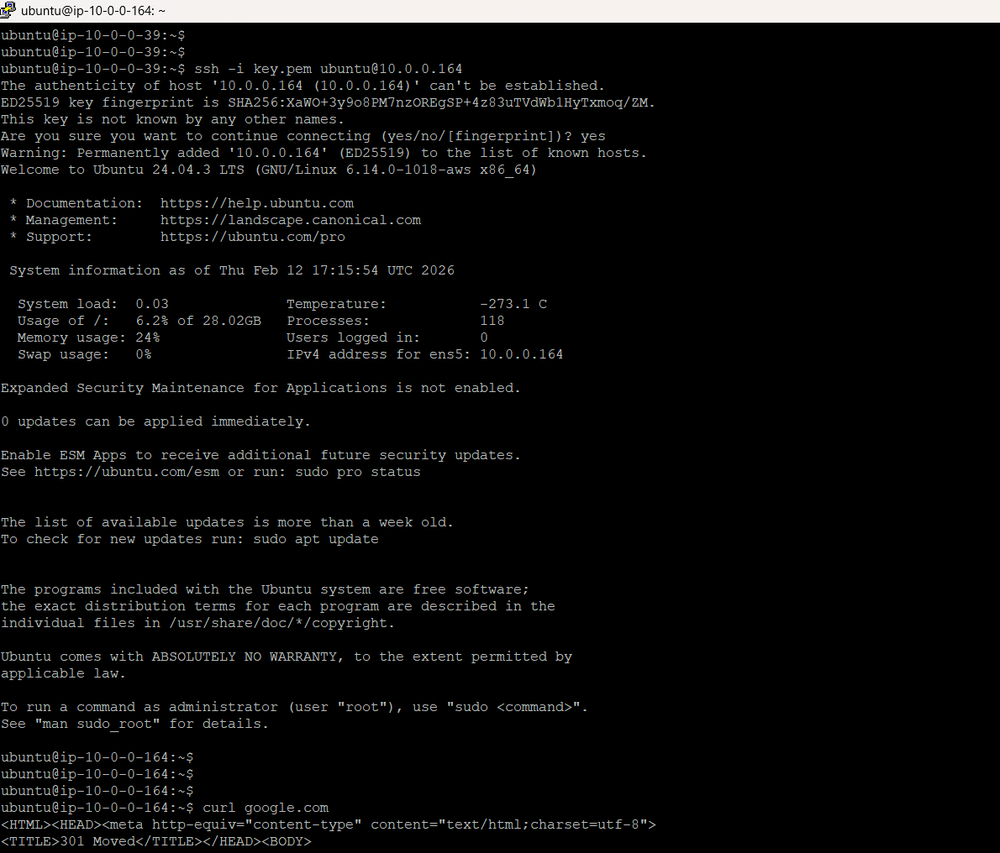 ubuntu@ip-10-0-0-164: ~
ubuntu@ip-10-0-0-39:~$
ubuntu@ip-10-0-0-39:~$
ubuntu@ip-10-0-0-39:~$ ssh -i key.pem ubuntu@10.0.0.164
The authenticity of host '10.0.0.164 (10.0.0.164)' can't be established.
ED25519 key fingerprint is SHA256:XaWO+3y9o8PM7nzOREgSP+4z83uTVdWb1HyTxmoq/ZM.
This key is not known by any other names.
Are you sure you want to continue connecting (yes/no/[fingerprint])? yes
Warning: Permanently added '10.0.0.164' (ED25519) to the list of known hosts.
Welcome to Ubuntu 24.04.3 LTS (GNU/Linux 6.14.0-1018-aws x86_64)

 * Documentation:  https://help.ubuntu.com
 * Management:     https://landscape.canonical.com
 * Support:        https://ubuntu.com/pro

 System information as of Thu Feb 12 17:15:54 UTC 2026

  System load:  0.03              Temperature:           -273.1 C
  Usage of /:   6.2% of 28.02GB   Processes:             118
  Memory usage: 24%               Users logged in:       0
  Swap usage:   0%                IPv4 address for ens5: 10.0.0.164

Expanded Security Maintenance for Applications is not enabled.

0 updates can be applied immediately.

Enable ESM Apps to receive additional future security updates.
See https://ubuntu.com/esm or run: sudo pro status

The list of available updates is more than a week old.
To check for new updates run: sudo apt update

The programs included with the Ubuntu system are free software;
the exact distribution terms for each program are described in the
individual files in /usr/share/doc/*/copyright.

Ubuntu comes with ABSOLUTELY NO WARRANTY, to the extent permitted by
applicable law.

To run a command as administrator (user "root"), use "sudo <command>".
See "man sudo_root" for details.

ubuntu@ip-10-0-0-164:~$
ubuntu@ip-10-0-0-164:~$
ubuntu@ip-10-0-0-164:~$
ubuntu@ip-10-0-0-164:~$ curl google.com
<HTML><HEAD><meta http-equiv="content-type" content="text/html;charset=utf-8">
<TITLE>301 Moved</TITLE></HEAD><BODY>